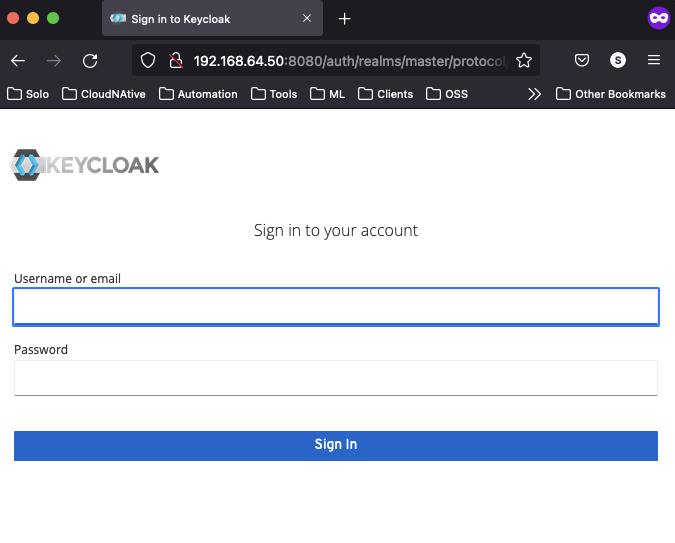 Sign in to Keycloak
192.168.64.50:8080/auth/realms/master/protocol/
S
Solo CloudNAtive Automation Tools ML Clients OSS Other Bookmarks
KEYCLOAK
Sign in to your account
Username or email
Password
Sign In